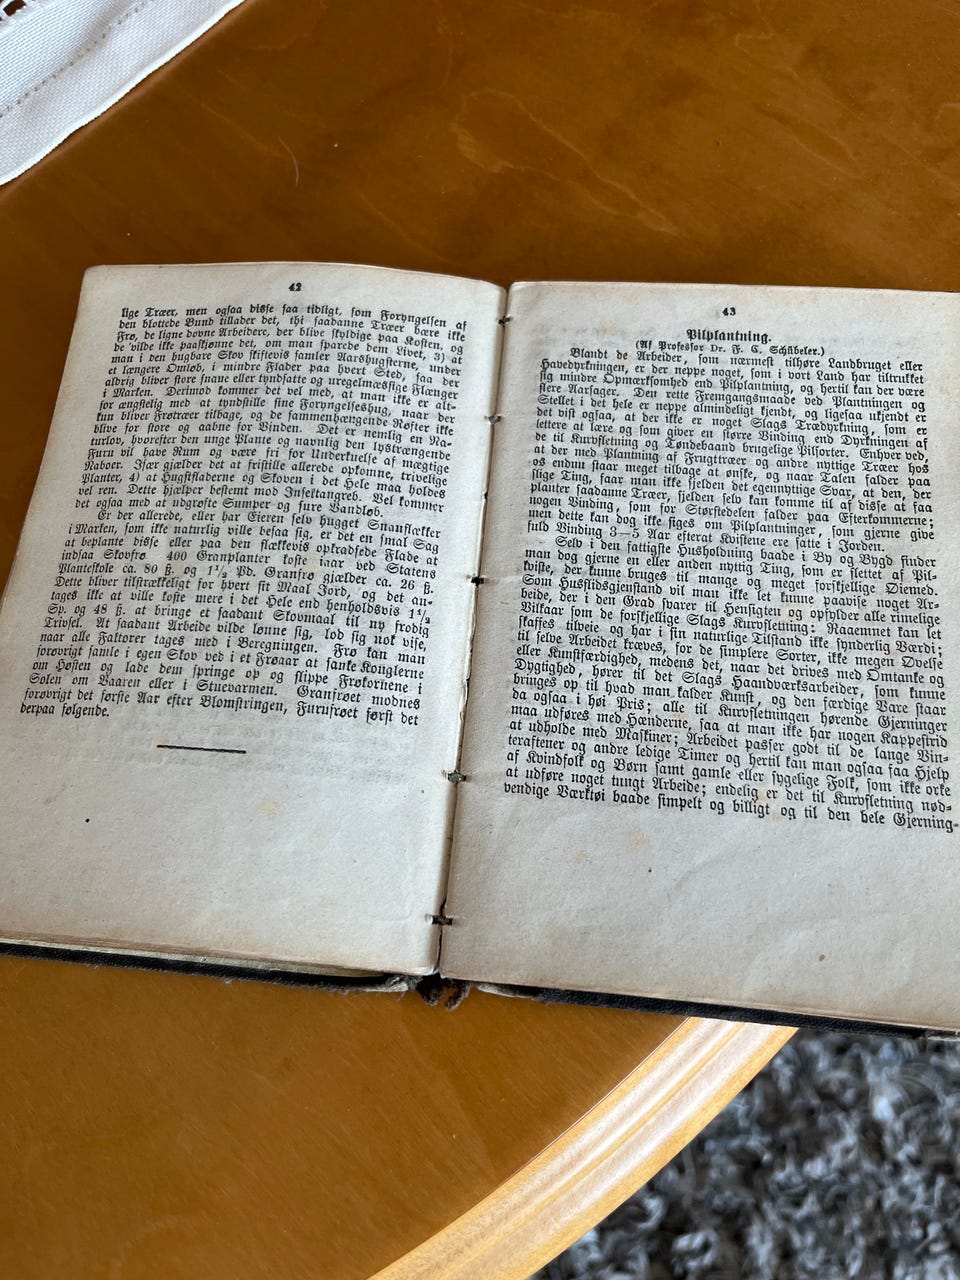 42
lige Træer, men ogsaa disse saa tidligt, som Foryngelsen af
den blottede Bund tillader det, thi saadanne Træer bære ikke
Frø, de ligne dovne Arbeidere, der blive skyldige paa Kosten, og
de vilde ikke paaskjønne det, om man sparede dem Livet, 3) at
man i den hugbare Skov skiftevis samler Aarshugsterne, under
et længere Omløb, i mindre Flader paa hvert Sted, saa der
aldrig bliver store snaue eller tyndsatte og uregelmæssige Flænger
i Marken. Derimod kommer det vel med, at man ikke er alt-
for ængstelig med at tyndstille sine Foryngelseshug, naar der
kun bliver Frøtræer tilbage, og de sammenhængende Røster ikke
blive for store og aabne for Vinden. Det er nemlig en Na-
turlov, hvorefter den unge Plante og navnlig den lystrængende
Furu vil have Rum og være fri for Underkuelse af mægtige
Naboer. Især gjælder det at fristille allerede opkomne, trivelige
Planter, 4) at Hugstfladerne og Skoven i det Hele maa holdes
vel ren. Dette hjælper bestemt mod Insektangreb. Vel kommer
det ogsaa med at udgrøfte Sumper og sure Vandløb.
Er der allerede, eller har Eieren selv hugget Snauflækker
i Marken, som ikke naturlig ville besaa sig, er det en smal Sag
at beplante disse eller paa den flækkevis opkradsede Flade at
indsaa Skovfrø. 400 Granplanter koste iaar ved Statens
Planteskole ca. 80 ß. og 1½ Pd. Granfrø gjælder ca. 26 ß.
Dette bliver tilstrækkeligt for hvert sit Maal Jord, og det an-
tages ikke at ville koste mere i det Hele end henholdsvis 1½
Sp. og 48 ß. at bringe et saadant Skovmaal til ny frodig
Trivsel. At saadant Arbeide vilde lønne sig, lod sig nok vise,
naar alle Faktorer tages med i Beregningen. Frø kan man
forøvrigt samle i egen Skov ved i et Frøaar at sanke Konglerne
om Høsten og lade dem springe op og slippe Frøkornene i
Solen om Vaaren eller i Stuevarmen. Granfrøet modnes
forøvrigt det første Aar efter Blomstringen, Furufrøet først det
derpaa følgende.
43
Pilplantning.
(Af Professor Dr. F. C. Schübeler.)
Blandt de Arbeider, som nærmest tilhøre Landbruget eller
Havedyrkningen, er der neppe noget, som i vort Land har tiltrukket
sig mindre Opmærksomhed end Pilplantning, og hertil kan der være
flere Aarsager. Den rette Fremgangsmaade ved Plantningen og
Stellet i det hele er neppe almindeligt kjendt, og ligesaa ukjendt er
det vist ogsaa, at der ikke er noget Slags Trædyrkning, som er
lettere at lære og som giver en større Vinding end Dyrkningen af
de til Kurvfletning og Tøndebaand brugelige Pilsorter. Enhver ved,
at der med Plantning af Frugttræer og andre nyttige Træer hos
os endnu staar meget tilbage at ønske, og naar Talen falder paa
slige Ting, faar man ikke sjelden det egennyttige Svar, at den, der
planter saadanne Træer, sjelden selv kan komme til af disse at faa
nogen Vinding, som for Størstedelen falder paa Efterkommerne;
men dette kan dog ikke siges om Pilplantninger, som gjerne give
fuld Vinding 3—5 Aar efterat Kvistene ere satte i Jorden.
Selv i den fattigste Husholdning baade i By og Bygd finder
man dog gjerne en eller anden nyttig Ting, som er flettet af Pil-
kviste, der kunne bruges til mange og meget forskjellige Øiemed.
Som Husflidsgjenstand vil man ikke let kunne paavise noget Ar-
beide, der i den Grad svarer til Hensigten og opfylder alle rimelige
Vilkaar som de forskjellige Slags Kurvfletning: Raaemnet kan let
skaffes tilveie og har i sin naturlige Tilstand ikke synderlig Værdi;
til selve Arbeidet kræves, for de simplere Sorter, ikke megen Øvelse
eller Kunstfærdighed, medens det, naar det drives med Omtanke og
Dygtighed, hører til det Slags Haandværksarbeider, som kunne
bringes op til hvad man kalder Kunst, og den færdige Vare staar
da ogsaa i høi Pris; alle til Kurvfletningen hørende Gjerninger
maa udføres med Hænderne, saa at man ikke har nogen Kappestrid
at udholde med Maskiner; Arbeidet passer godt til de lange Vin-
teraftener og andre ledige Timer og hertil kan man ogsaa faa Hjelp
af Kvindfolk og Børn samt gamle eller sygelige Folk, som ikke orke
at udføre noget tungt Arbeide; endelig er det til Kurvfletning nød-
vendige Værktøi baade simpelt og billigt og til den hele Gjerning-